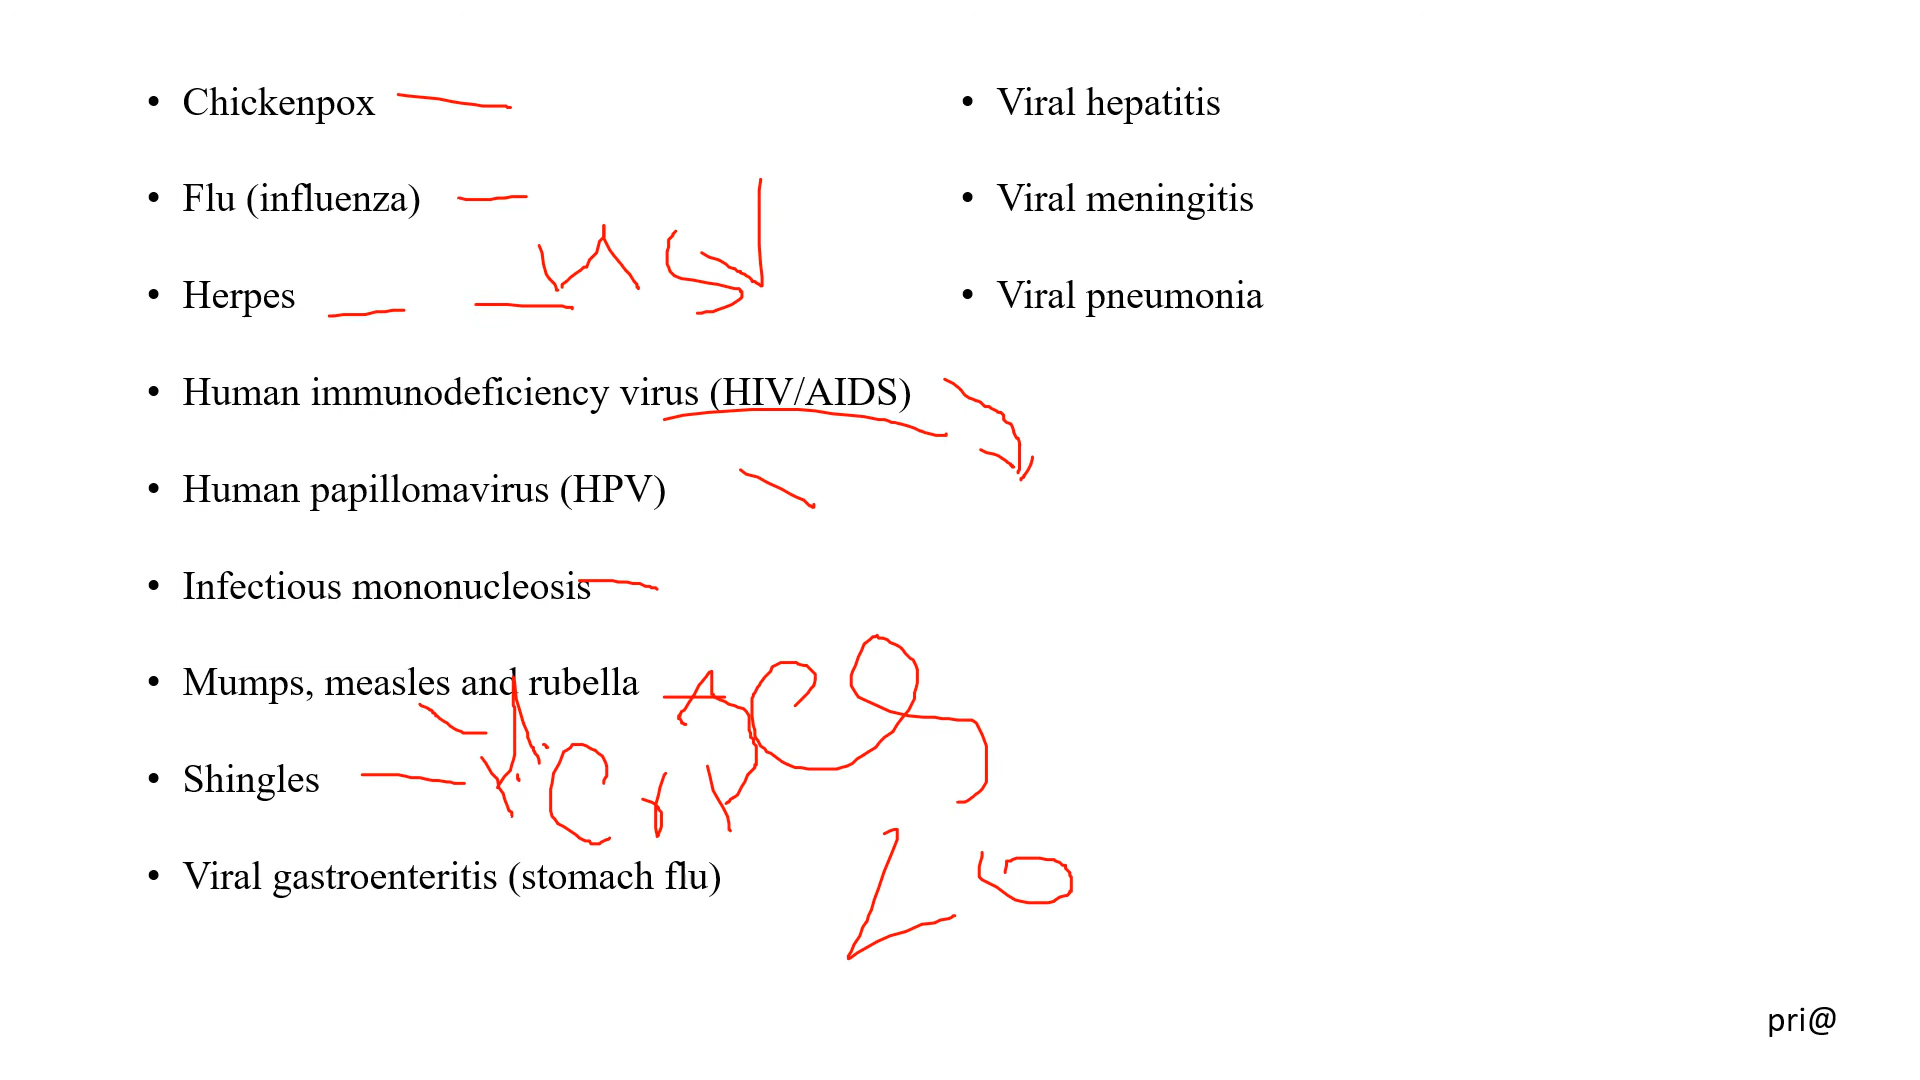 • Chickenpox
• Flu (influenza)
• Herpes
• Human immunodeficiency virus (HIV/AIDS)
• Human papillomavirus (HPV)
• Infectious mononucleosis
• Mumps, measles and rubella
• Shingles
• Viral gastroenteritis (stomach flu)
• Viral hepatitis
• Viral meningitis
• Viral pneumonia
pri@